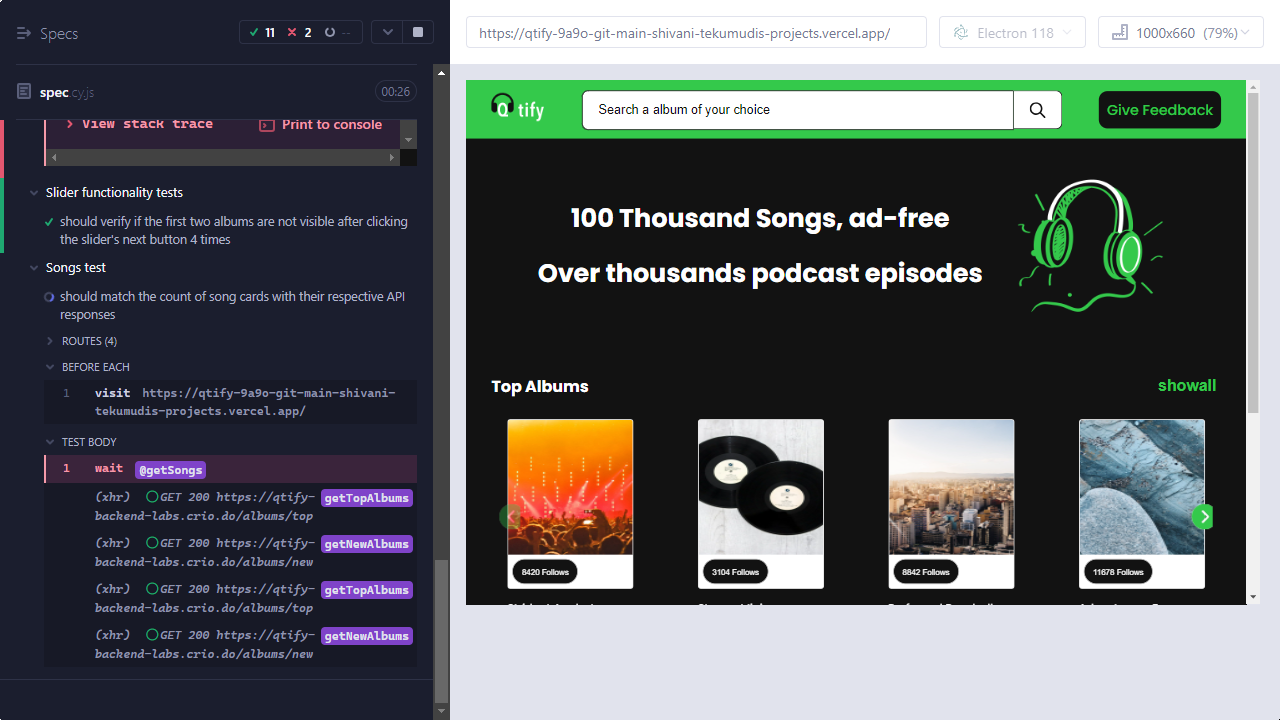 Specs
11
2
--
spec.cy.js
00:26
View stack trace
Print to console
Slider functionality tests
should verify if the first two albums are not visible after clicking
the slider's next button 4 times
Songs test
should match the count of song cards with their respective API
responses
ROUTES (4)
BEFORE EACH
1 visit https://qtify-9a9o-git-main-shivani-
tekumudis-projects.vercel.app/
TEST BODY
1 wait @getSongs
(xhr) GET 200 https://qtify- getTopAlbums
backend-labs.crio.do/albums/top
(xhr) GET 200 https://qtify- getNewAlbums
backend-labs.crio.do/albums/new
(xhr) GET 200 https://qtify- getTopAlbums
backend-labs.crio.do/albums/top
(xhr) GET 200 https://qtify- getNewAlbums
backend-labs.crio.do/albums/new
https://qtify-9a9o-git-main-shivani-tekumudis-projects.vercel.app/
Electron 118
1000x660 (79%)
Qtify
Search a album of your choice
Give Feedback
100 Thousand Songs, ad-free
Over thousands podcast episodes
Top Albums
showall
8420 Follows
3104 Follows
8842 Follows
11678 Follows